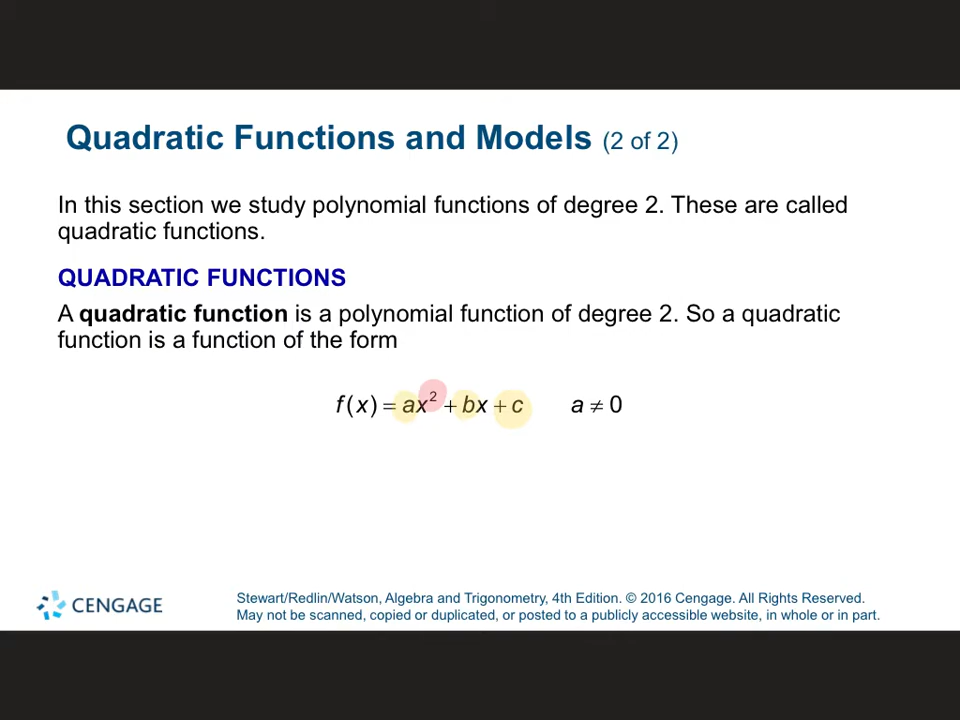 Quadratic Functions and Models (2 of 2)
In this section we study polynomial functions of degree 2. These are called
quadratic functions.
QUADRATIC FUNCTIONS
A quadratic function is a polynomial function of degree 2. So a quadratic
function is a function of the form
f(x) = ax² + bx + c a ≠ 0
CENGAGE
Stewart/Redlin/Watson, Algebra and Trigonometry, 4th Edition. © 2016 Cengage. All Rights Reserved.
May not be scanned, copied or duplicated, or posted to a publicly accessible website, in whole or in part.